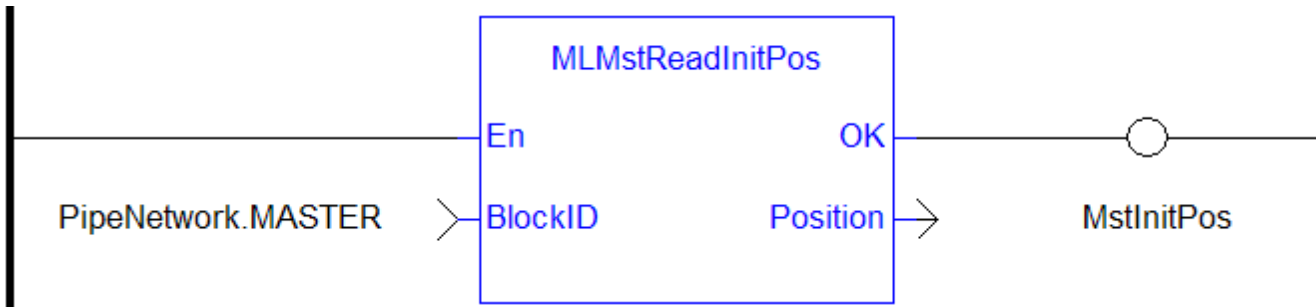 MLMstReadInitPos
En OK
PipeNetwork.MASTER BlockID Position MstInitPos